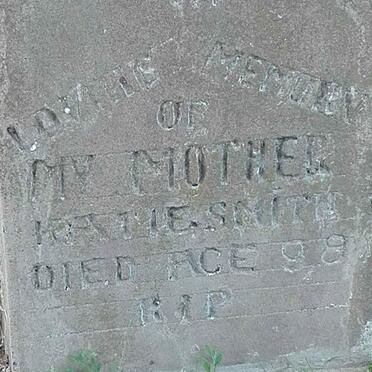 LOVING MEMORY
OF
MY MOTHER
KATIE SMITH
DIED AGE 98
RIP